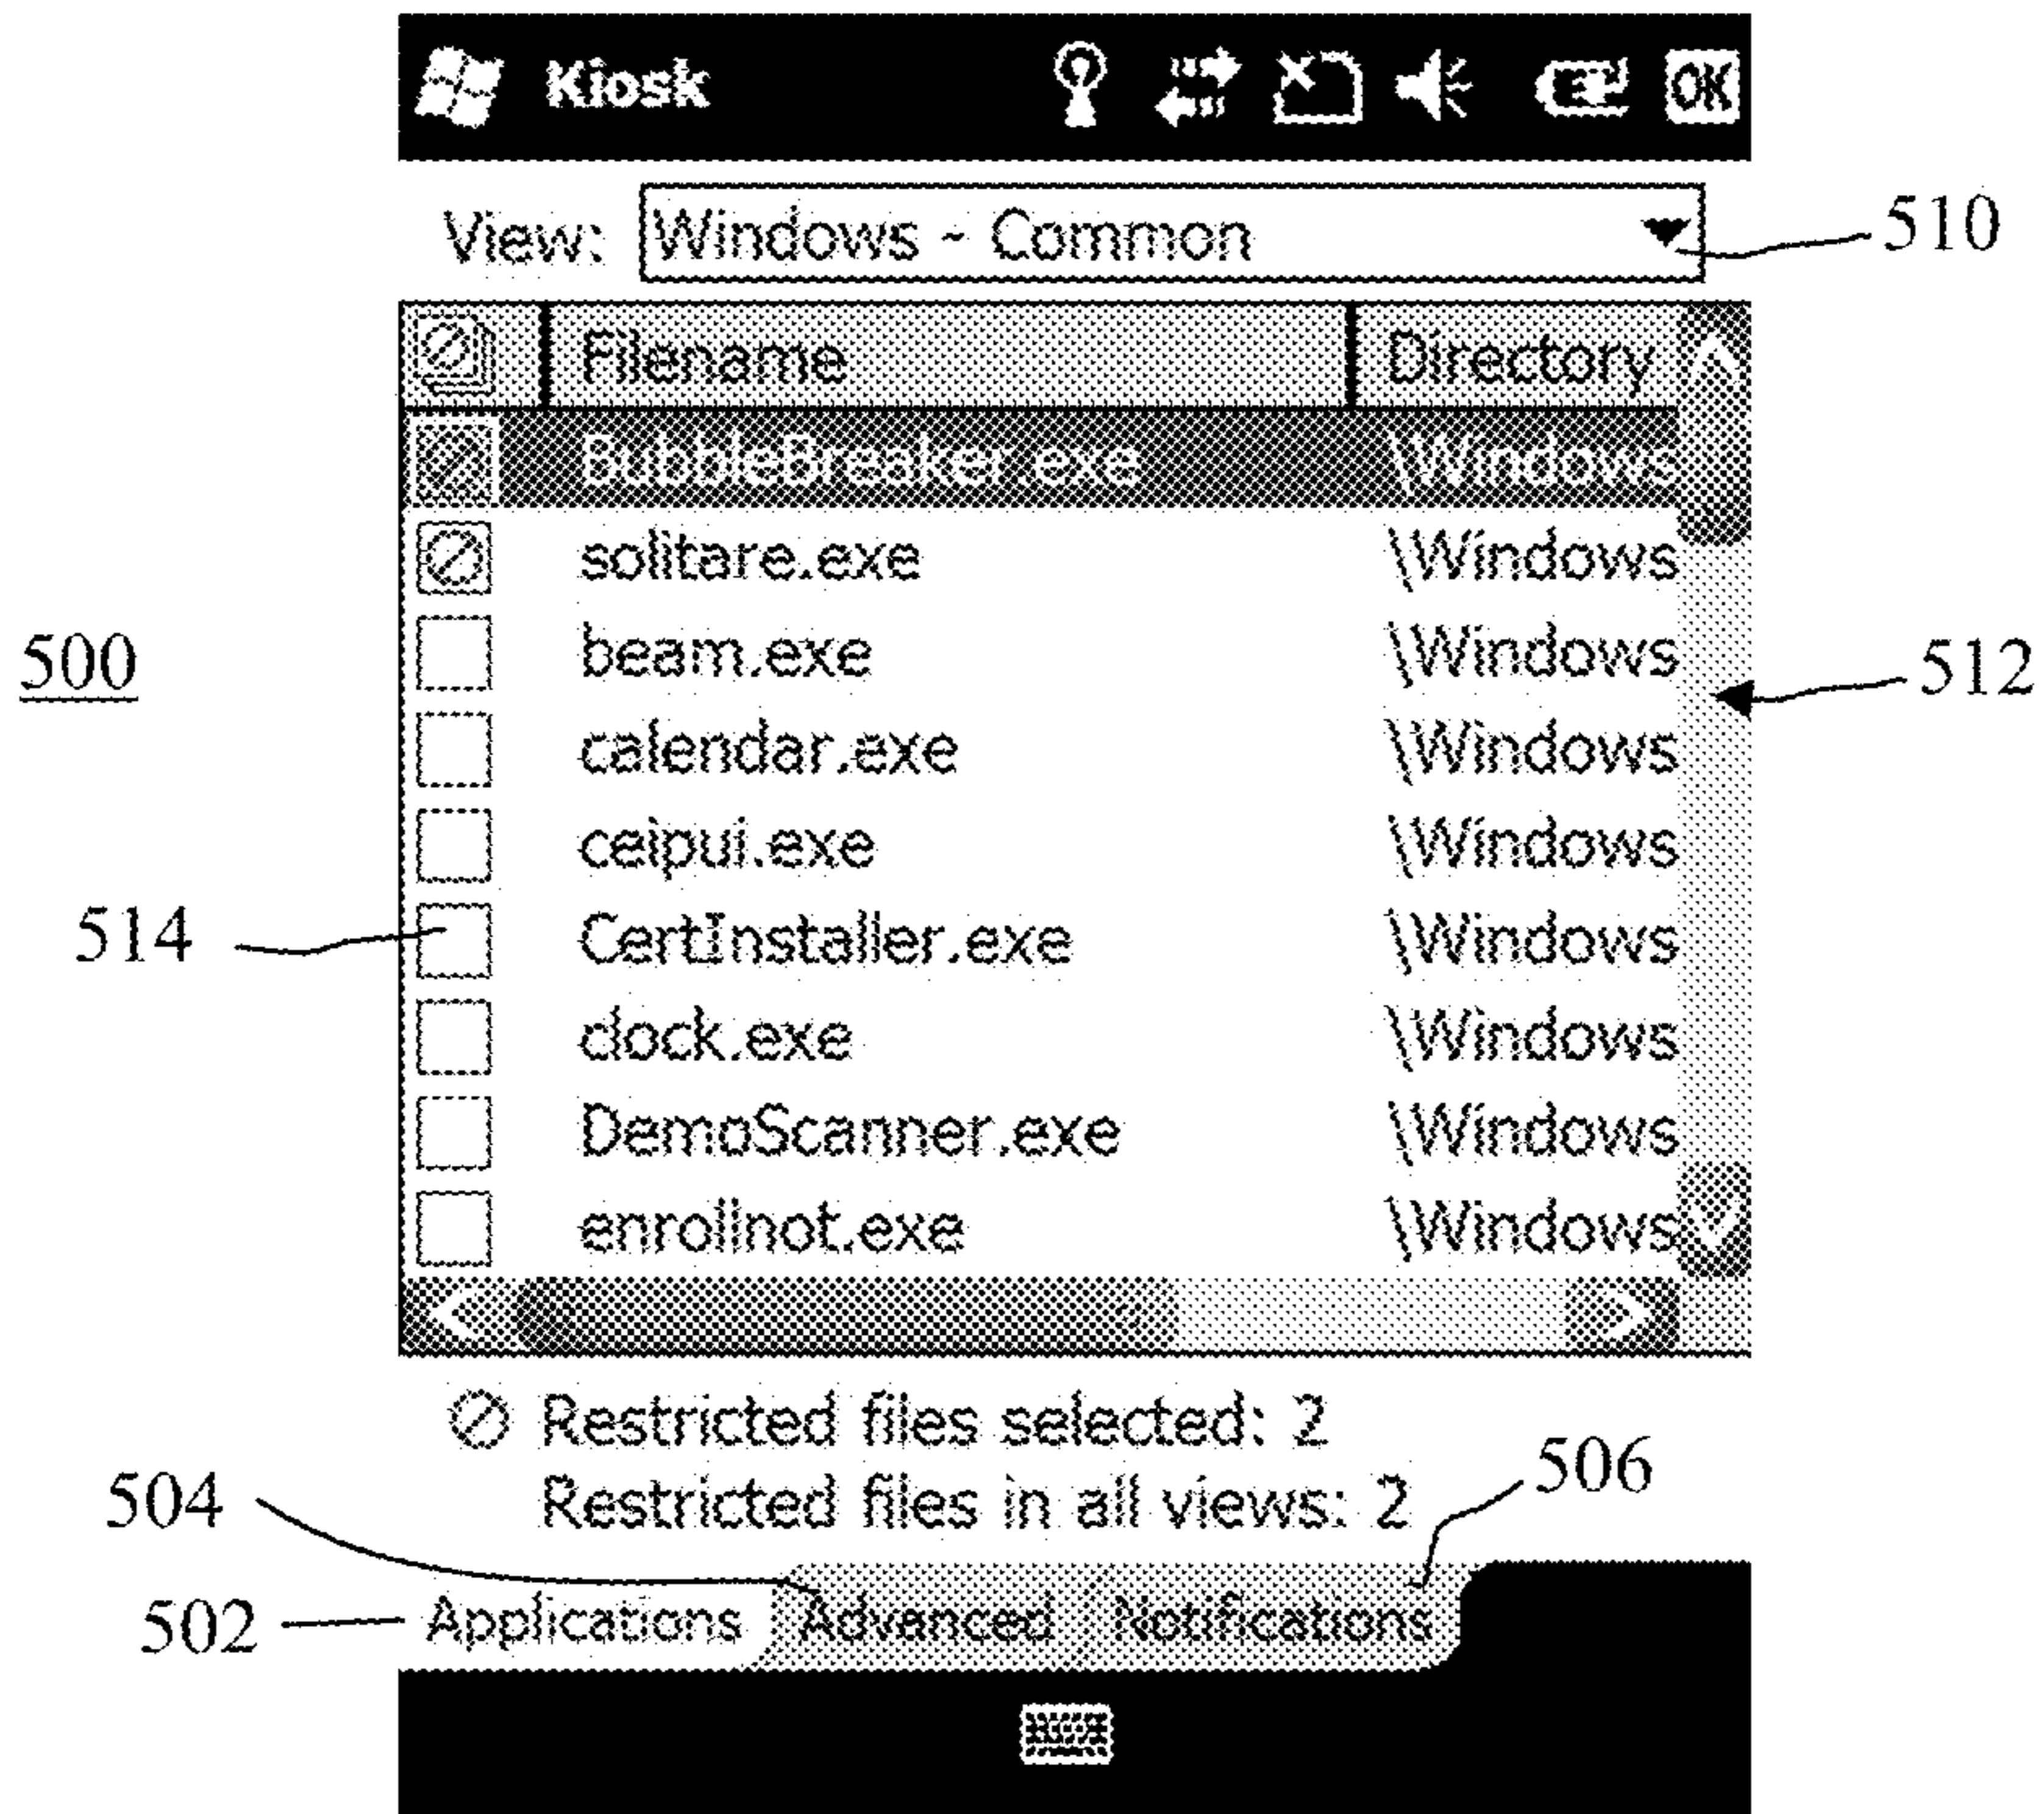 Kiosk OK
View: Windows - Common
510
Filename Directory
BubbleBreaker.exe \Windows
solitare.exe \Windows
500
beam.exe \Windows
512
calendar.exe \Windows
ceipui.exe \Windows
514
CertInstaller.exe \Windows
clock.exe \Windows
DemoScanner.exe \Windows
enrollnot.exe \Windows
Restricted files selected: 2
506
504
Restricted files in all views: 2
502
Applications Advanced Notifications